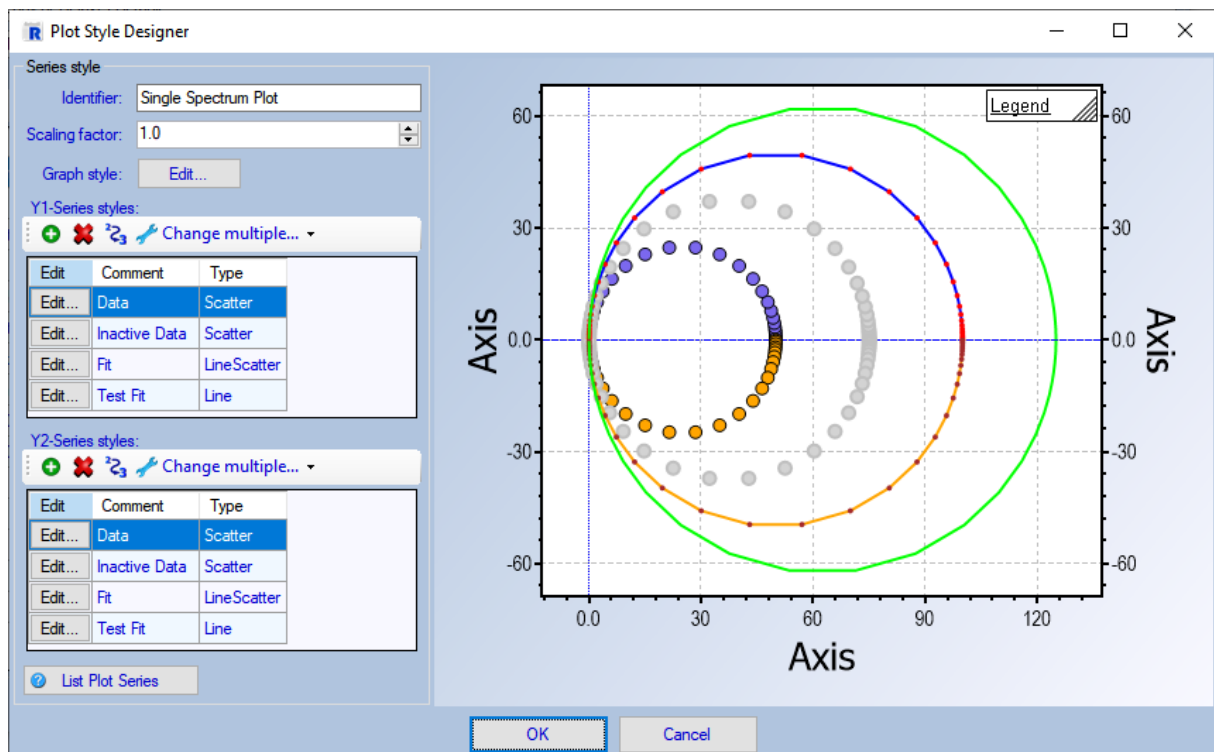 Plot Style Designer
Series style
Identifier: Single Spectrum Plot
Scaling factor: 1.0
Graph style: Edit...
Y1-Series styles:
Change multiple...
Edit Comment Type
Edit... Data Scatter
Edit... Inactive Data Scatter
Edit... Fit LineScatter
Edit... Test Fit Line
Y2-Series styles:
Change multiple...
Edit Comment Type
Edit... Data Scatter
Edit... Inactive Data Scatter
Edit... Fit LineScatter
Edit... Test Fit Line
List Plot Series
Legend
60 60
30 30
0.0 0.0
-30 -30
-60 -60
Axis
Axis
0.0 30 60 90 120
Axis
OK Cancel